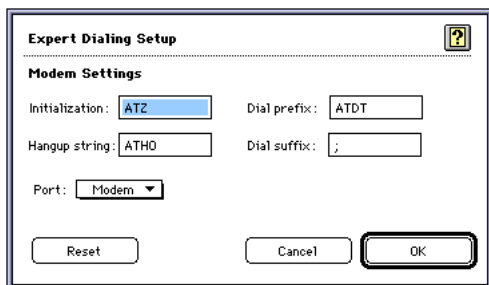 Expert Dialing Setup
?
Modem Settings
Initialization: ATZ Dial prefix: ATDT
Hangup string: ATH0 Dial suffix: ;
Port: Modem
Reset Cancel OK